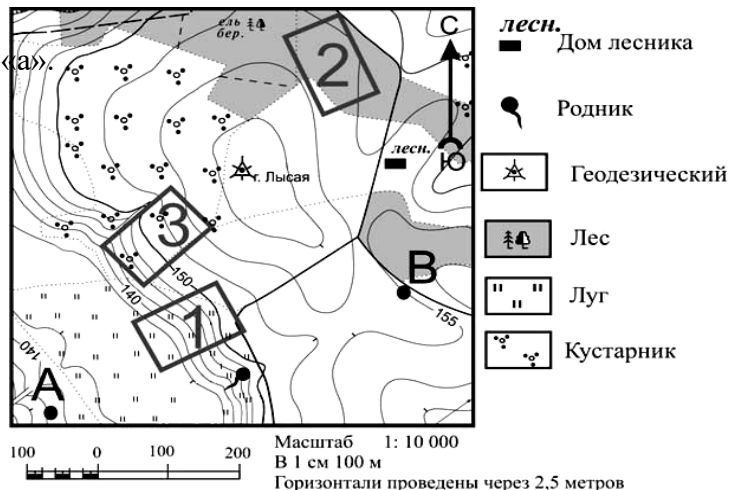 «а».
ель
бер.
2
С
Ю
лесн.
г. Лысая
3
150
140
1
В
155
140
А
лесн.
Дом лесника
Родник
Геодезический
Лес
Луг
Кустарник
100 0 100 200
Масштаб 1: 10 000
В 1 см 100 м
Горизонтали проведены через 2,5 метров